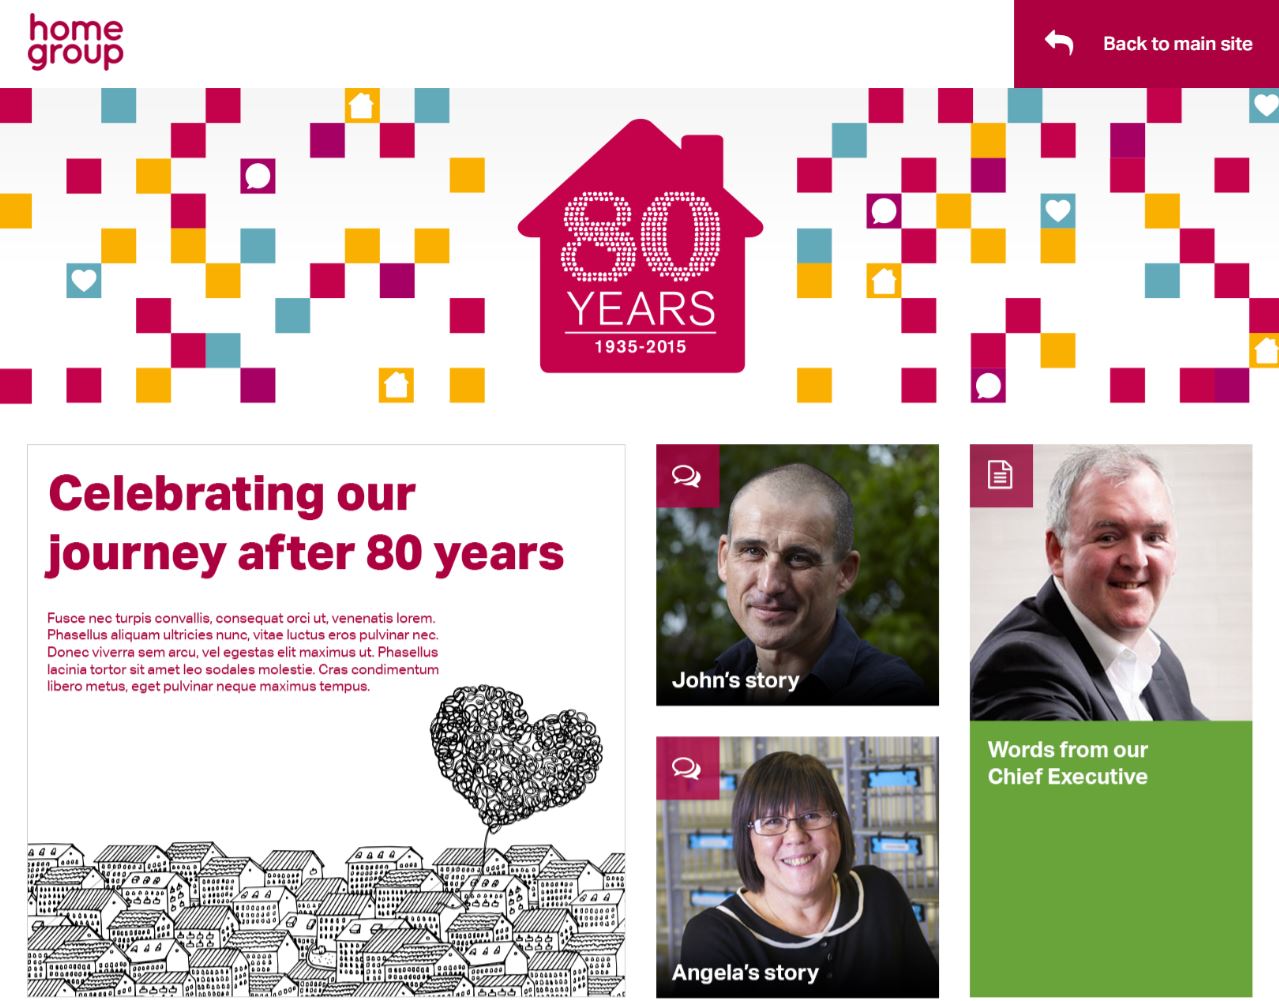 home
group
Back to main site
80
YEARS
1935-2015
Celebrating our
journey after 80 years
Fusce nec turpis convallis, consequat orci ut, venenatis lorem.
Phasellus aliquam ultricies nunc, vitae luctus eros pulvinar nec.
Donec viverra sem arcu, vel egestas elit maximus ut. Phasellus
lacinia tortor sit amet leo sodales molestie. Cras condimentum
libero metus, eget pulvinar neque maximus tempus.
John's story
Angela's story
Words from our
Chief Executive